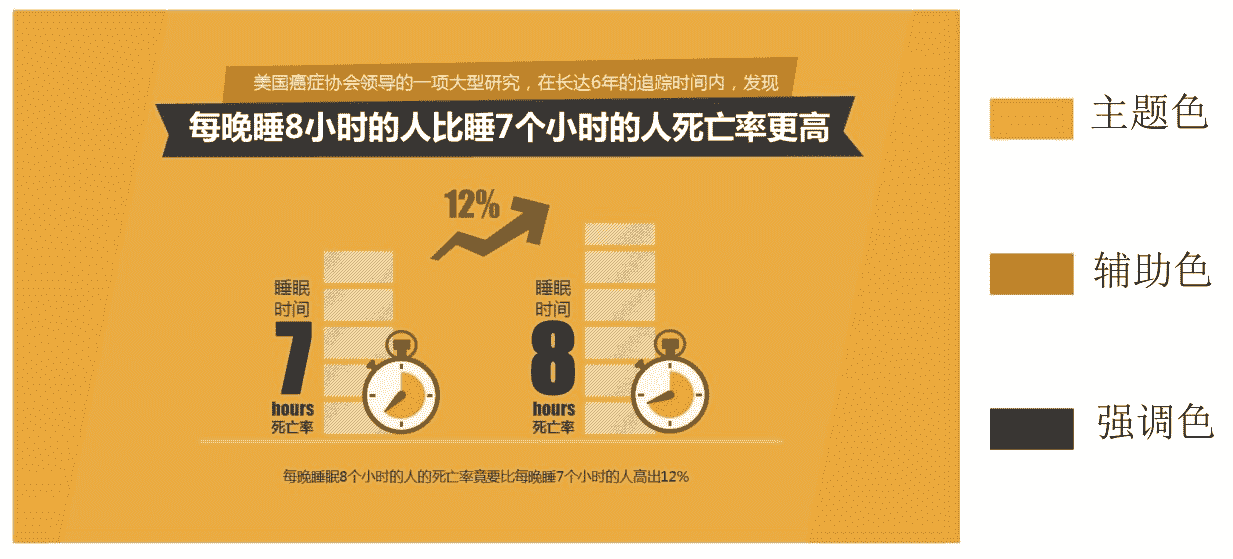 美国癌症协会领导的一项大型研究，在长达6年的追踪时间内，发现
每晚睡8小时的人比睡7个小时的人死亡率更高
12%
睡眠
时间
7
hours
死亡率
睡眠
时间
8
hours
死亡率
每晚睡眠8个小时的人的死亡率竟要比每晚睡7个小时的人高出12%
主题色
辅助色
强调色